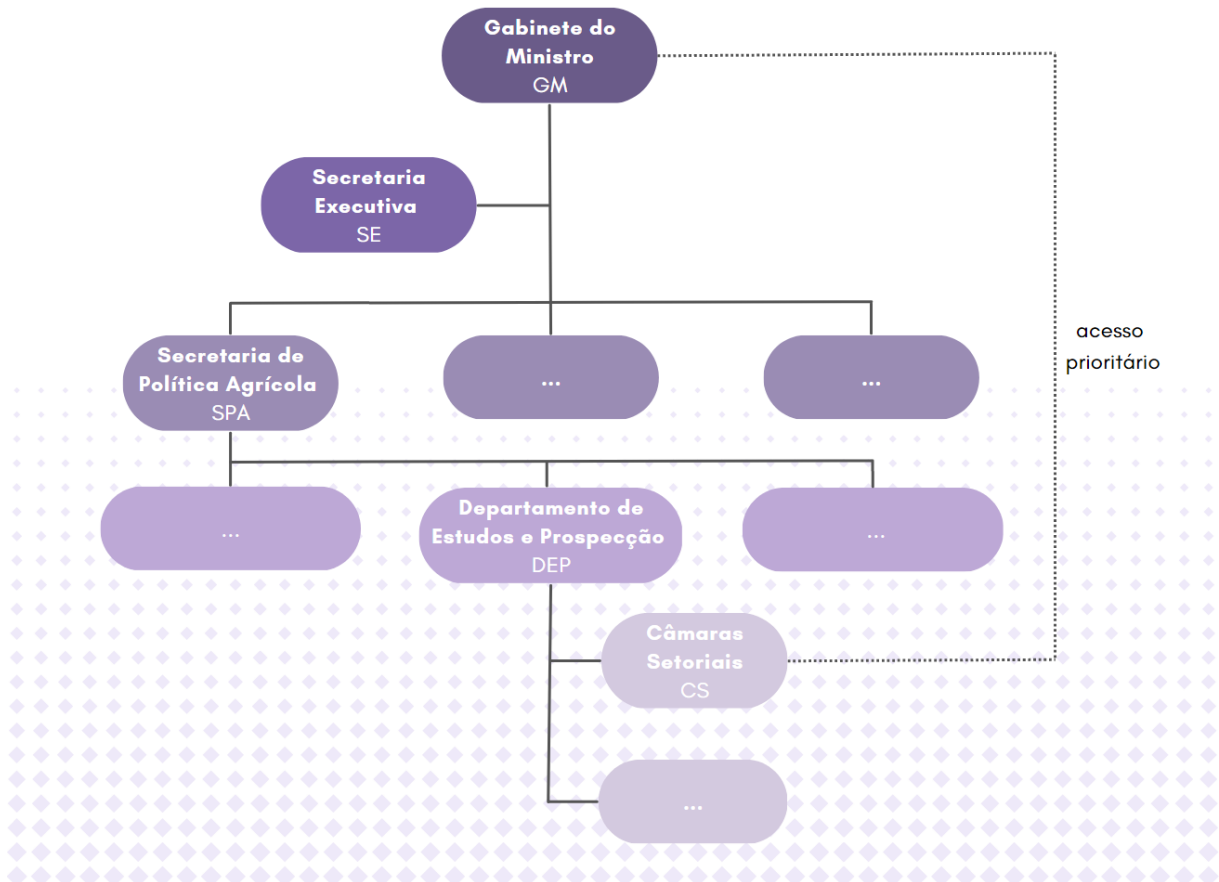 Gabinete do
Ministro
GM
Secretaria
Executiva
SE
Secretaria de
Política Agrícola
SPA
...
...
acesso
prioritário
...
Departamento de
Estudos e Prospecção
DEP
...
Câmaras
Setoriais
CS
...